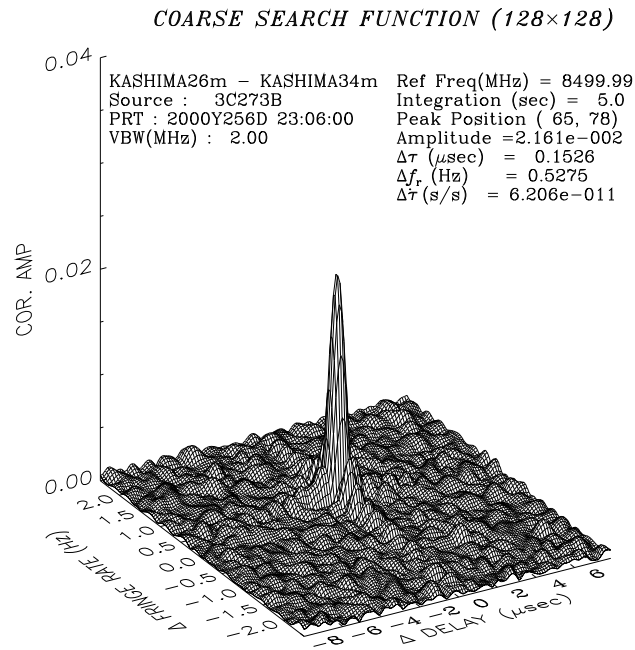 COARSE SEARCH FUNCTION (128×128)
KASHIMA26m − KASHIMA34m
Source : 3C273B
PRT : 2000Y256D 23:06:00
VBW(MHz) : 2.00
Ref Freq(MHz) = 8499.99
Integration (sec) = 5.0
Peak Position ( 65, 78)
Amplitude =2.161e−002
Δτ (μsec) = 0.1526
Δfr (Hz) = 0.5275
Δτ̇ (s/s) = 6.206e−011
COR. AMP
0.04
0.02
0.00
2.0
1.5
1.0
0.5
0.0
−0.5
−1.0
−1.5
−2.0
Δ FRINGE RATE (Hz)
−8 −6 −4 −2 0 2 4 6
Δ DELAY (μsec)